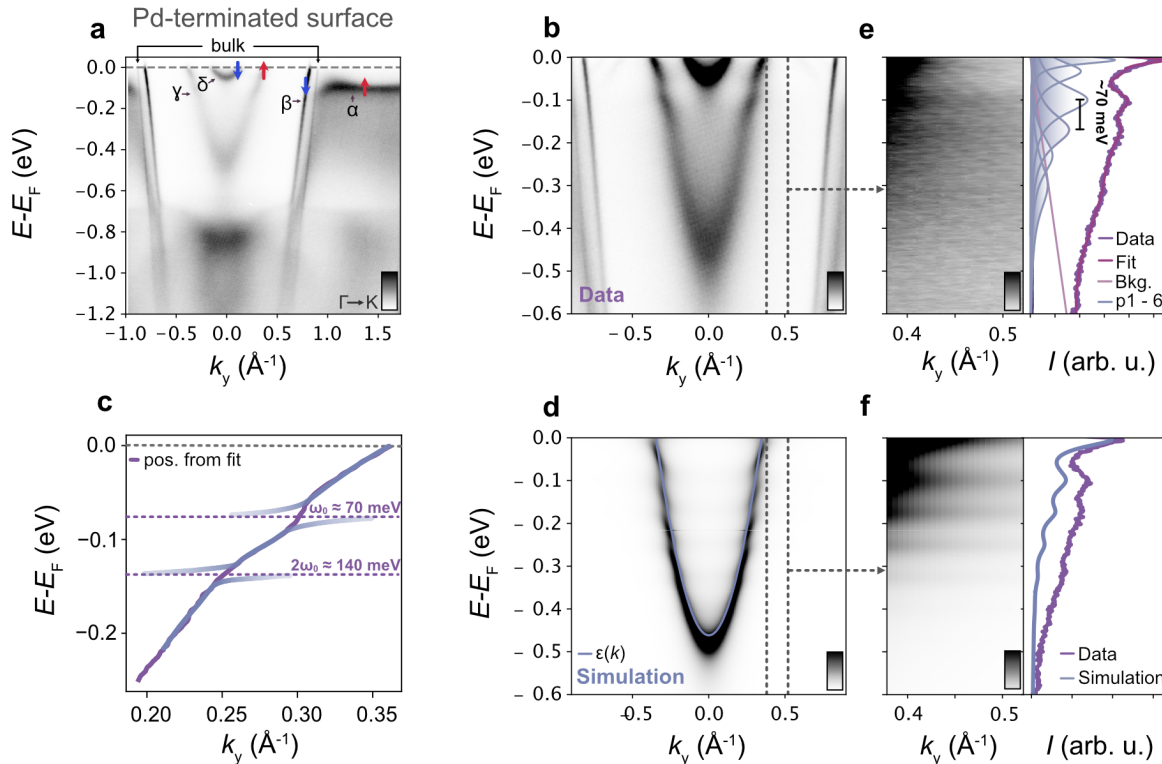 Pd-terminated surface
a
bulk
γ
δ
β
α
Γ→K
0.0
−0.2
−0.4
−0.6
−0.8
−1.0
−1.2
E-EF (eV)
−1.0 −0.5 0.0 0.5 1.0 1.5
ky (Å-1)
b
0.0
−0.1
−0.2
−0.3
−0.4
−0.5
−0.6
E-EF (eV)
Data
−0.5 0.0 0.5
ky (Å-1)
e
~70 meV
Data
Fit
Bkg.
p1 - 6
0.4 0.5
ky (Å-1)
I (arb. u.)
c
pos. from fit
ω0 ≈ 70 meV
2ω0 ≈ 140 meV
0.0
−0.1
−0.2
E-EF (eV)
0.20 0.25 0.30 0.35
ky (Å-1)
d
0.0
− 0.1
− 0.2
− 0.3
− 0.4
− 0.5
− 0.6
E-EF (eV)
ε(k)
Simulation
-0.5 0.0 0.5
ky (Å-1)
f
Data
Simulation
0.4 0.5
ky (Å-1)
I (arb. u.)